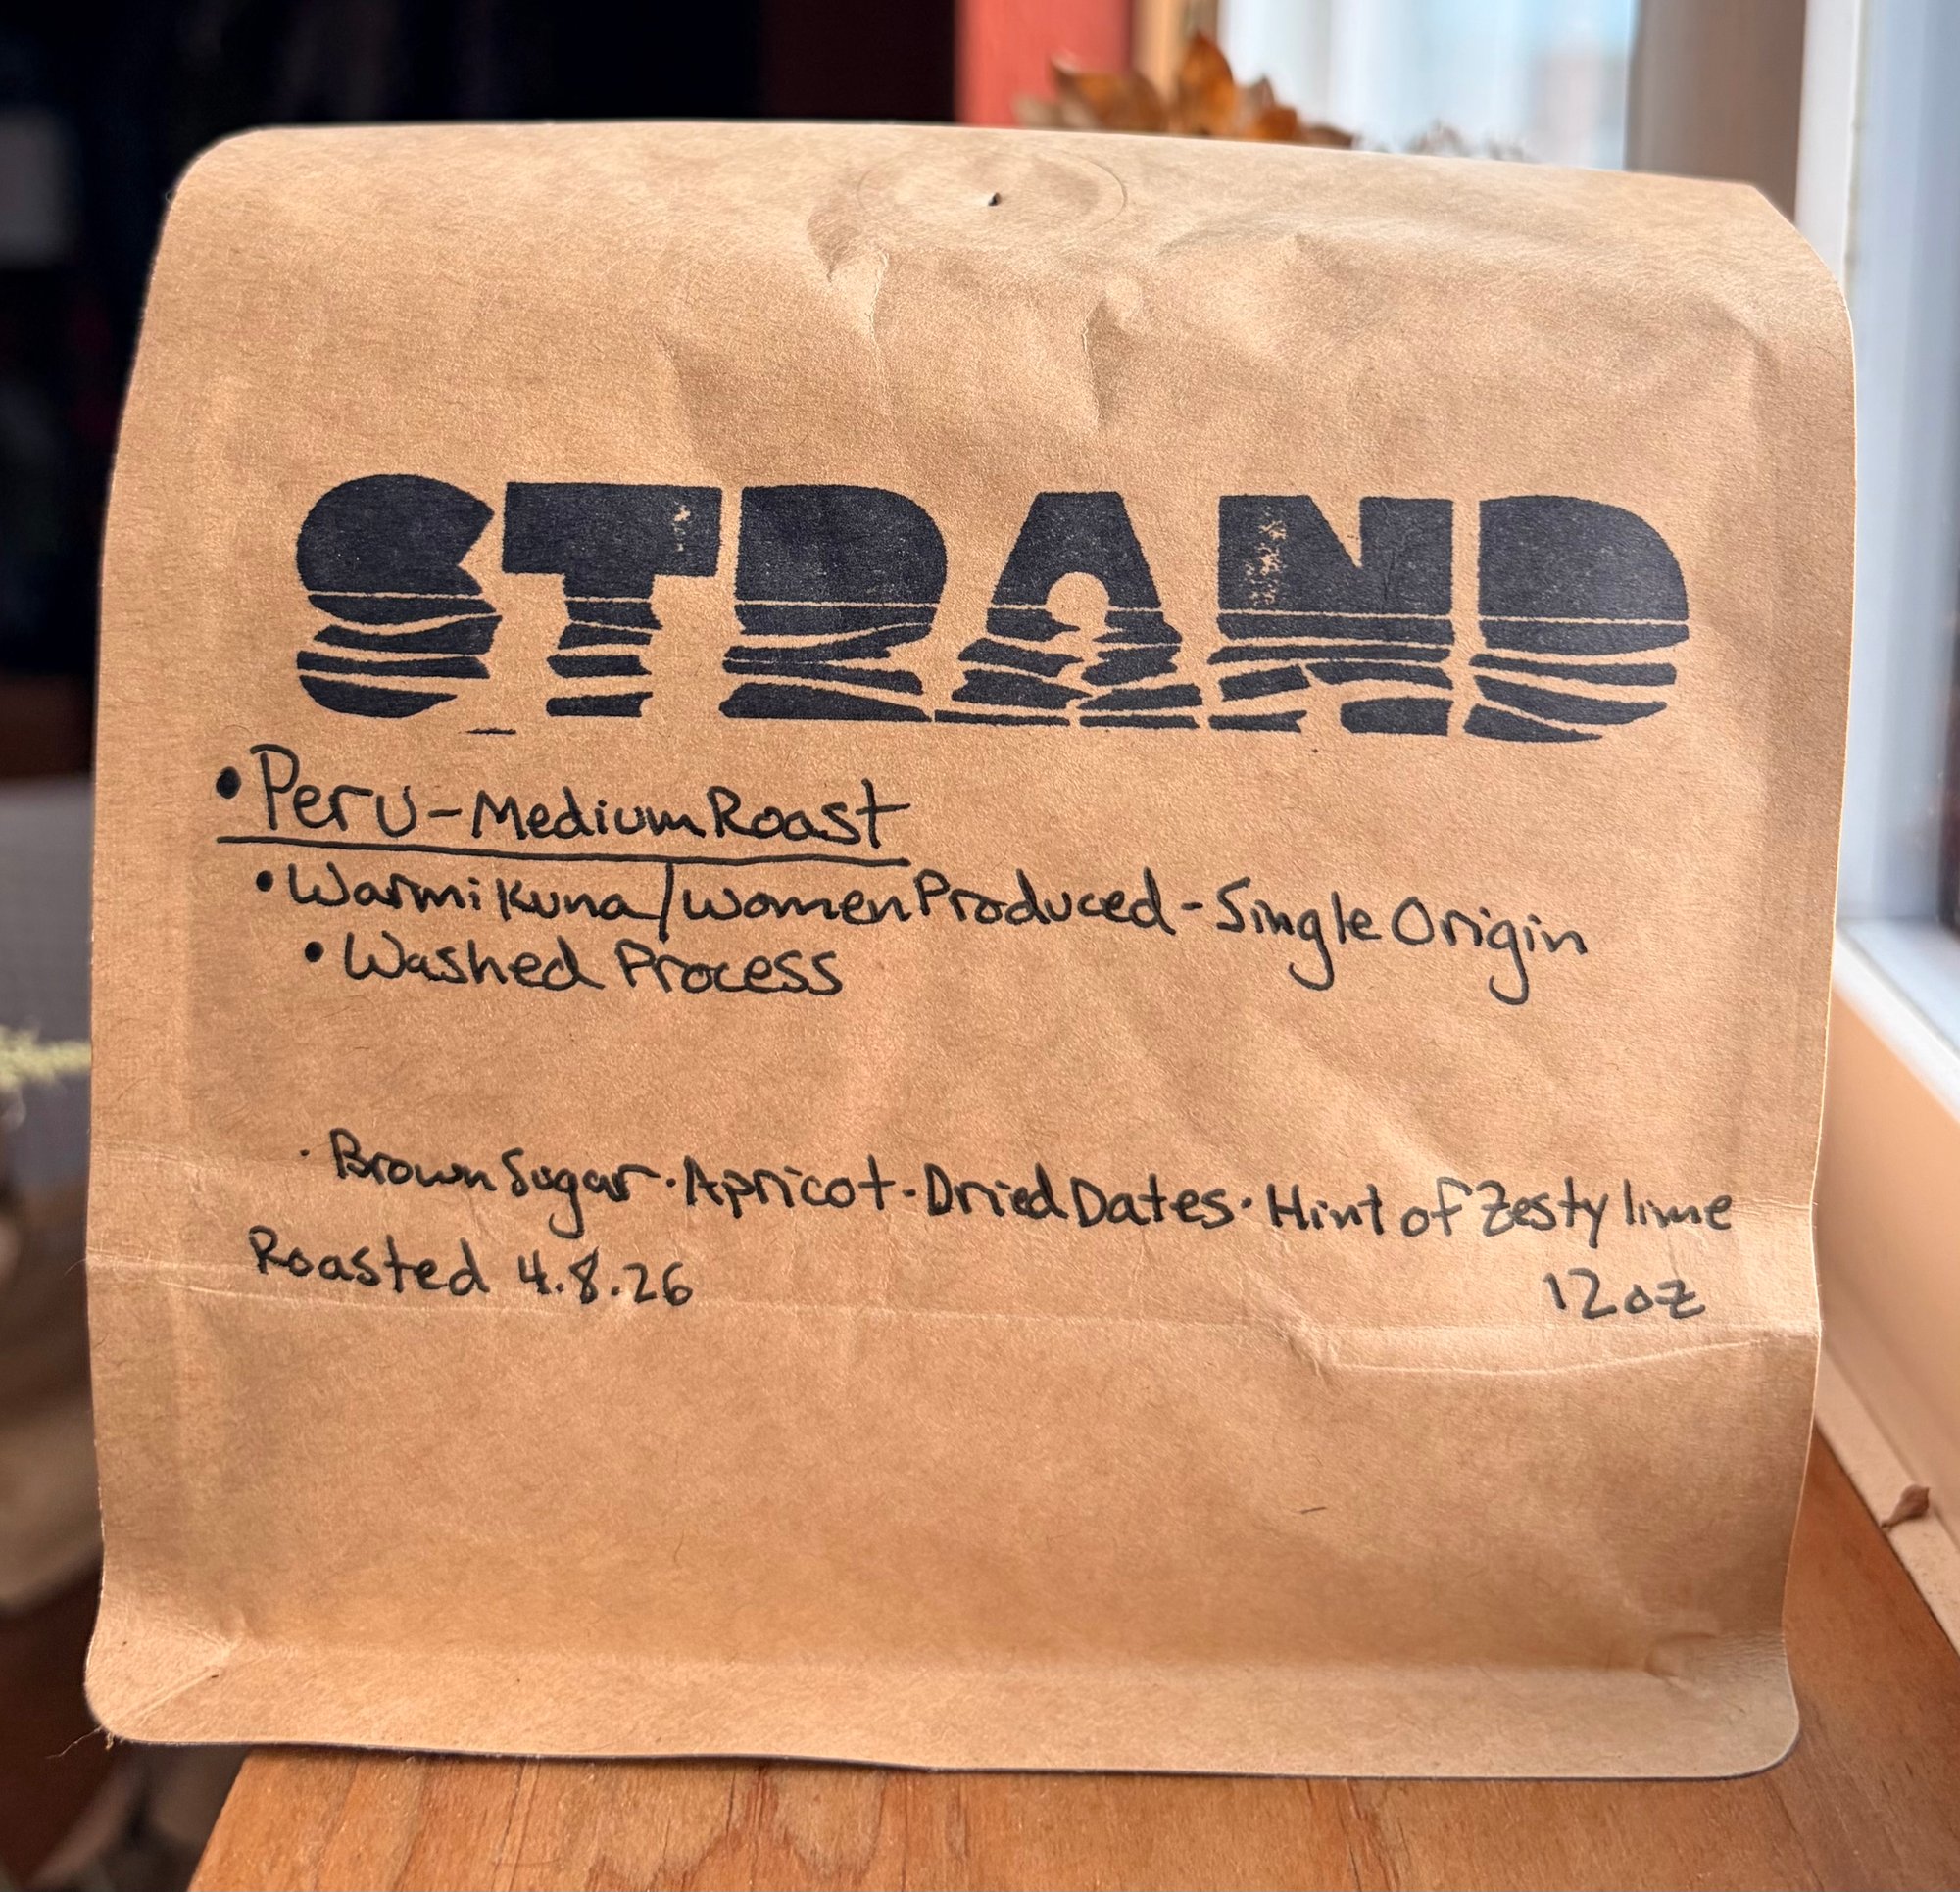 STRAND
• Peru - Medium Roast
• Warmi Kuna / Women Produced - Single Origin
• Washed Process
· Brown Sugar · Apricot · Dried Dates · Hint of Zesty lime
Roasted 4.8.26
12oz